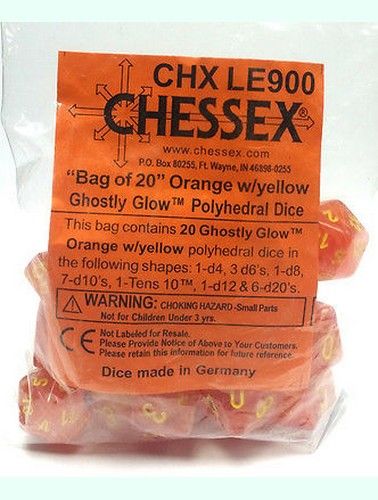 CHX LE900
CHESSEX®
www.chessex.com
P.O. Box 80255, Ft. Wayne, IN 46898-0255
"Bag of 20" Orange w/yellow
Ghostly Glow™ Polyhedral Dice
This bag contains 20 Ghostly Glow™
Orange w/yellow polyhedral dice in
the following shapes: 1-d4, 3 d6's, 1-d8,
7-d10's, 1-Tens 10™, 1-d12 & 6-d20's.
WARNING: CHOKING HAZARD -Small Parts
Not for Children Under 3 yrs.
CE Not Labeled for Resale.
Please Provide Notice of Above to Your Customers.
Please retain this information for future reference.
Dice made in Germany